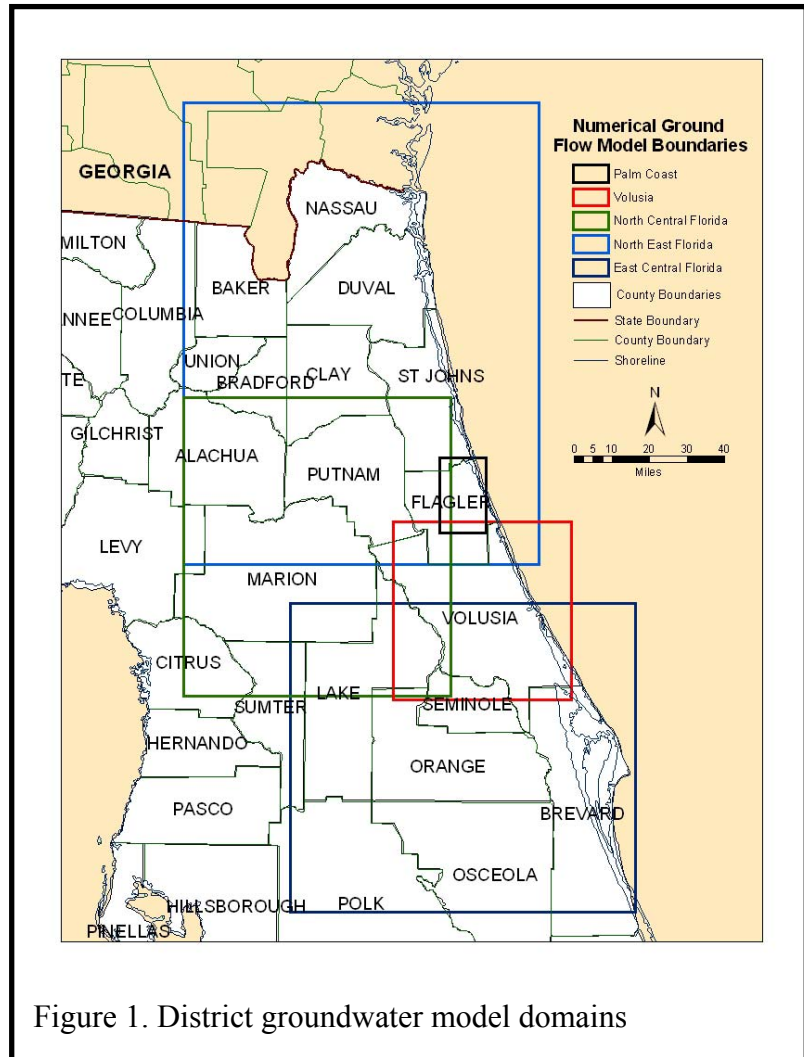 Numerical Ground
Flow Model Boundaries
Palm Coast
Volusia
North Central Florida
North East Florida
East Central Florida
County Boundaries
State Boundary
County Boundary
Shoreline
N
0 5 10 20 30 40
Miles
GEORGIA
NASSAU
MILTON
BAKER
DUVAL
COLUMBIA
NNEE
UNION
CLAY
ST JOHNS
TE
BRADFORD
GILCHRIST
ALACHUA
PUTNAM
FLAGLER
LEVY
MARION
VOLUSIA
CITRUS
LAKE
SUMTER
SEMINOLE
HERNANDO
ORANGE
PASCO
BREVARD
OSCEOLA
HILLSBOROUGH
POLK
PINELLAS
Figure 1. District groundwater model domains